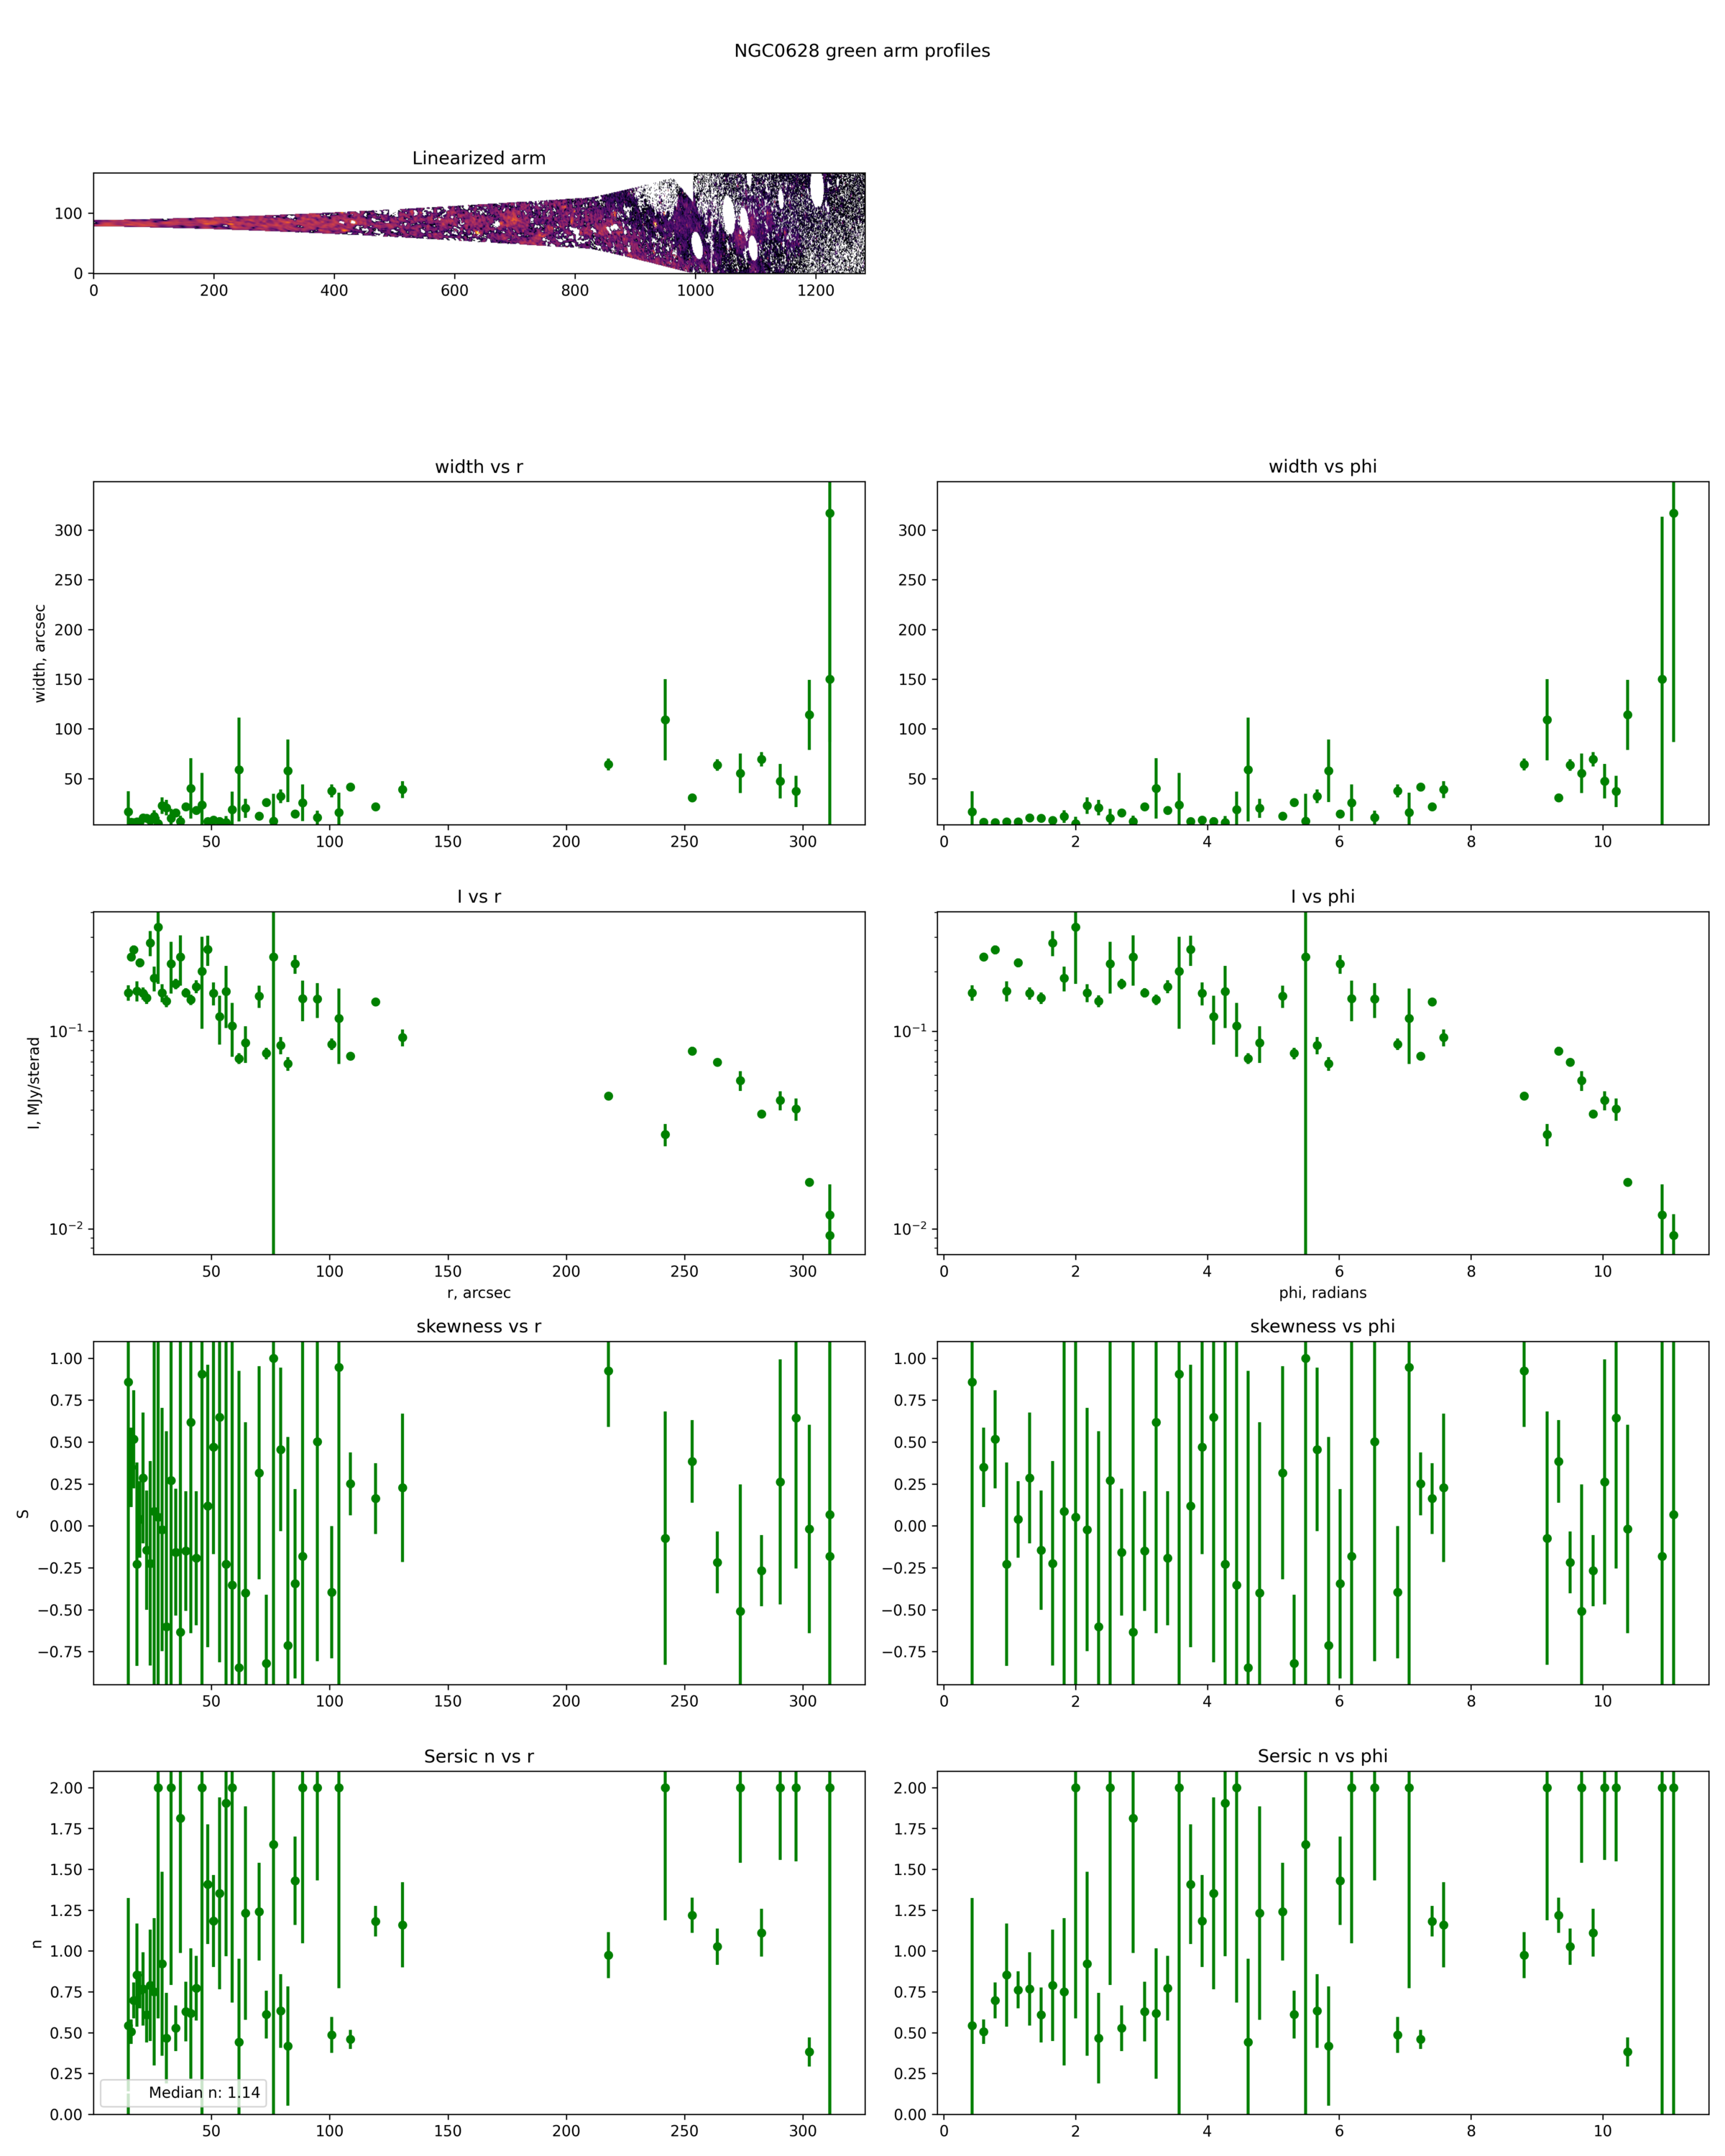 NGC0628 green arm profiles
Linearized arm
100
0
0 200 400 600 800 1000 1200
width vs r
width vs phi
width, arcsec
300
250
200
150
100
50
50 100 150 200 250 300
0 2 4 6 8 10
I vs r
I vs phi
I, MJy/sterad
10⁻¹
10⁻²
10⁻¹
10⁻²
50 100 150 200 250 300
0 2 4 6 8 10
r, arcsec
phi, radians
skewness vs r
skewness vs phi
S
1.00
0.75
0.50
0.25
0.00
−0.25
−0.50
−0.75
1.00
0.75
0.50
0.25
0.00
−0.25
−0.50
−0.75
50 100 150 200 250 300
0 2 4 6 8 10
Sersic n vs r
Sersic n vs phi
n
2.00
1.75
1.50
1.25
1.00
0.75
0.50
0.25
0.00
Median n: 1.14
2.00
1.75
1.50
1.25
1.00
0.75
0.50
0.25
0.00
50 100 150 200 250 300
0 2 4 6 8 10